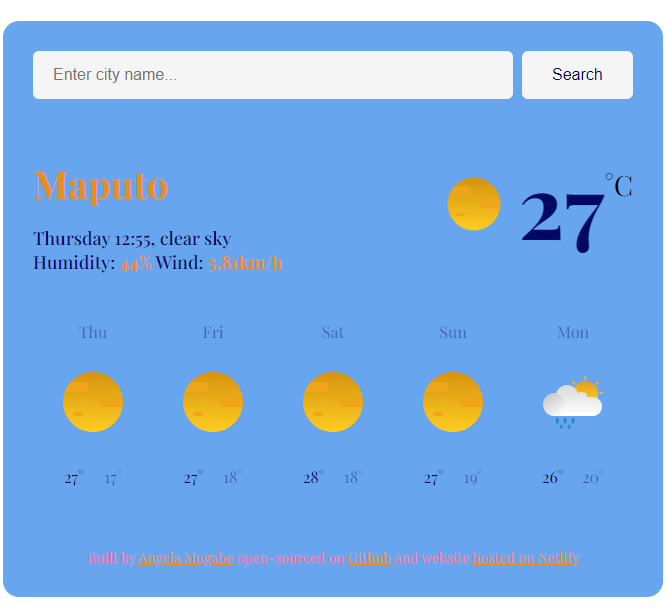 Enter city name... Search
Maputo
27°C
Thursday 12:55, clear sky
Humidity: 44% Wind: 5.81km/h
Thu Fri Sat Sun Mon
27° 17° 27° 18° 28° 18° 27° 19° 26° 20°
Built by Angela Mugabe open-sourced on Github and website hosted on Netlify